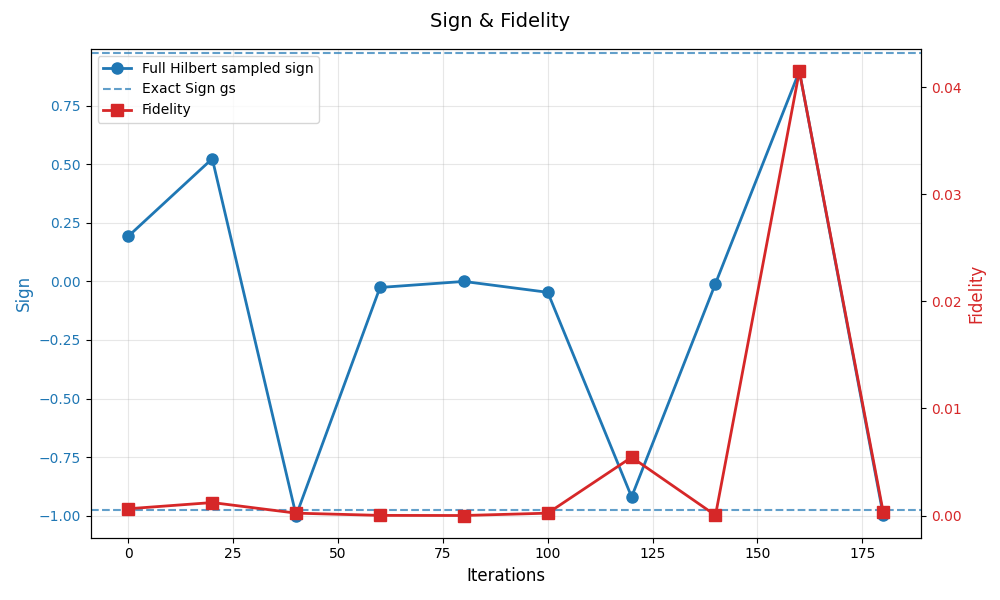 Sign & Fidelity
Full Hilbert sampled sign
Exact Sign gs
Fidelity
0.75
0.50
0.25
0.00
−0.25
−0.50
−0.75
−1.00
Sign
0.04
0.03
0.02
0.01
0.00
Fidelity
0 25 50 75 100 125 150 175
Iterations